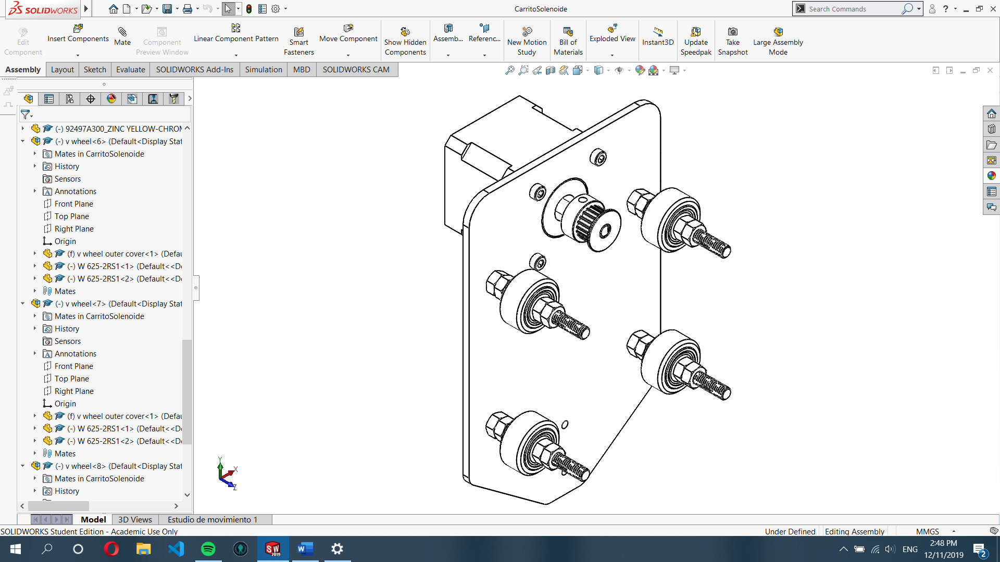 SOLIDWORKS
CarritoSolenoide
Search Commands
?
Edit Component
Insert Components
Mate
Component Preview Window
Linear Component Pattern
Smart Fasteners
Move Component
Show Hidden Components
Assemb...
Referenc...
New Motion Study
Bill of Materials
Exploded View
Instant3D
Update Speedpak
Take Snapshot
Large Assembly Mode
Assembly
Layout
Sketch
Evaluate
SOLIDWORKS Add-Ins
Simulation
MBD
SOLIDWORKS CAM
(-) 92497A300_ZINC YELLOW-CHRON
(-) v wheel<6> (Default<Display Stat
Mates in CarritoSolenoide
History
Sensors
Annotations
Front Plane
Top Plane
Right Plane
Origin
(f) v wheel outer cover<1> (Defau
(-) W 625-2RS1<1> (Default<<De
(-) W 625-2RS1<2> (Default<<De
Mates
(-) v wheel<7> (Default<Display Stat
Mates in CarritoSolenoide
History
Sensors
Annotations
Front Plane
Top Plane
Right Plane
Origin
(f) v wheel outer cover<1> (Defau
(-) W 625-2RS1<1> (Default<<De
(-) W 625-2RS1<2> (Default<<De
Mates
(-) v wheel<8> (Default<Display Stat
Mates in CarritoSolenoide
History
Y
X
Z
Model
3D Views
Estudio de movimiento 1
SOLIDWORKS Student Edition - Academic Use Only
Under Defined
Editing Assembly
MMGS
SW 2019
W
ENG
2:48 PM
12/11/2019
2